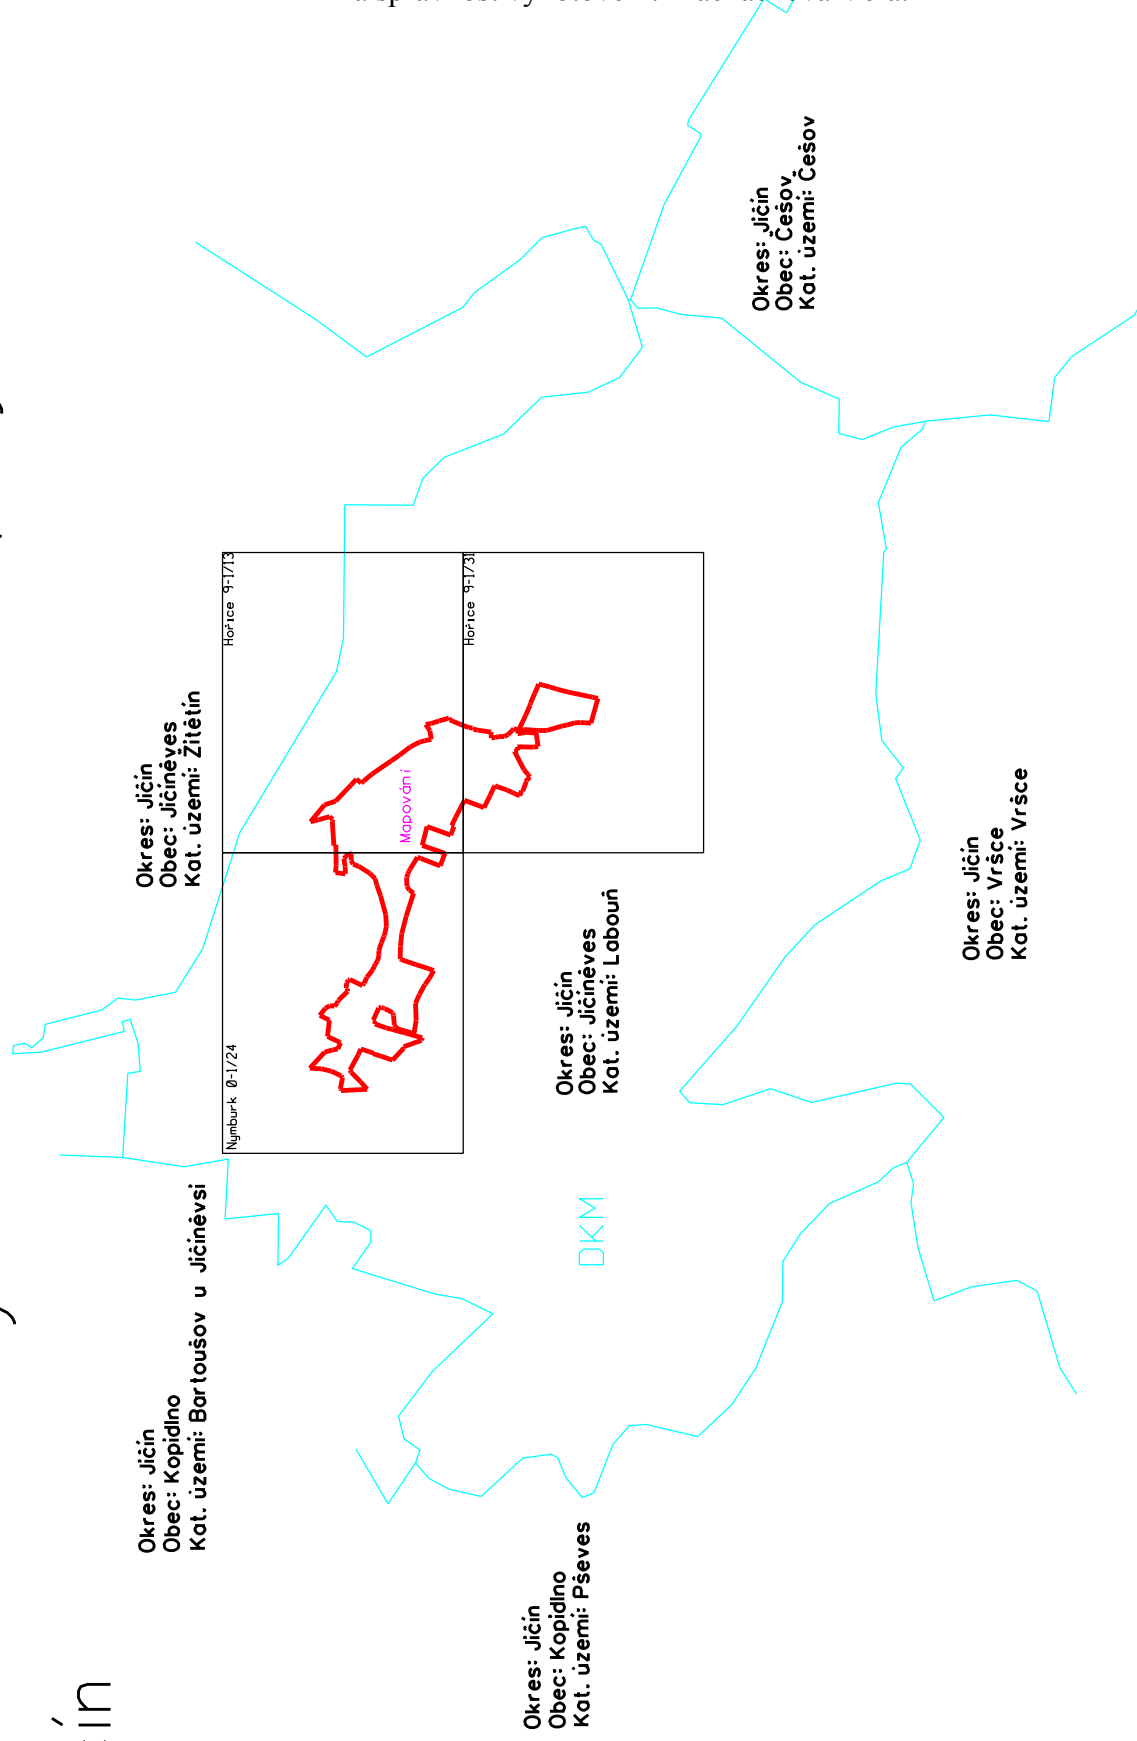 Okres: Jičín
Obec: Kopidlno
Kat. území: Bartoušov u Jičíněvsi
Okres: Jičín
Obec: Jičíněves
Kat. území: Žitětín
Nymburk 0-1/24
Hořice 9-1/13
Mapování
Hořice 9-1/31
Okres: Jičín
Obec: Kopidlno
Kat. území: Pševes
DKM
Okres: Jičín
Obec: Jičíněves
Kat. území: Labouň
Okres: Jičín
Obec: Češov
Kat. území: Češov
Okres: Jičín
Obec: Vršce
Kat. území: Vršce